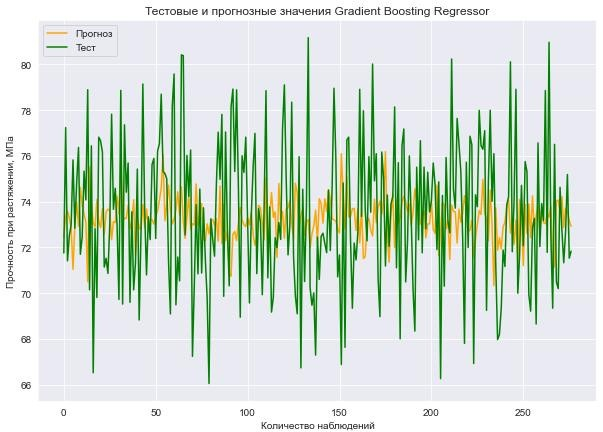 Тестовые и прогнозные значения Gradient Boosting Regressor
Прогноз
Тест
Прочность при растяжении, МПа
80
78
76
74
72
70
68
66
0
50
100
150
200
250
Количество наблюдений